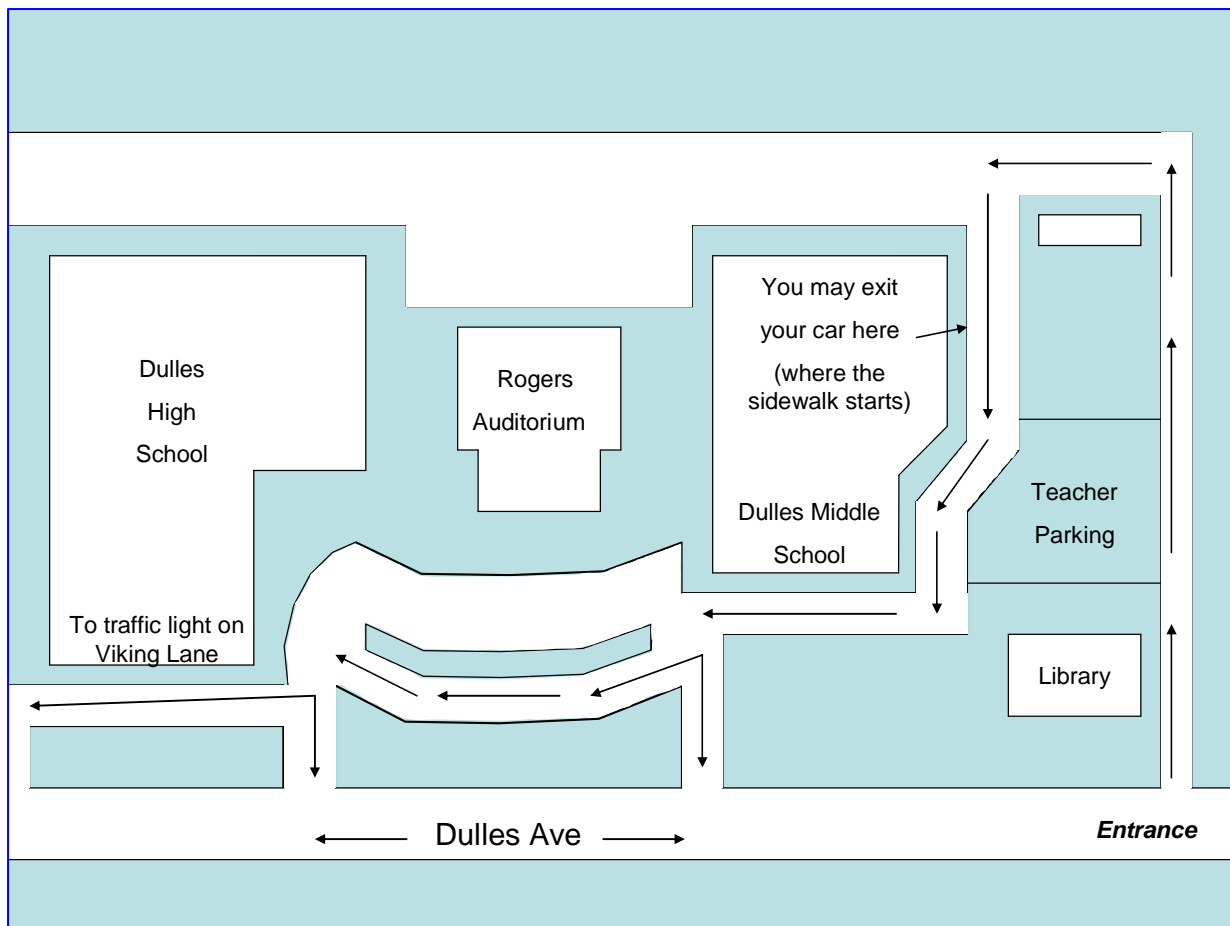 You may exit
your car here
(where the
sidewalk starts)
Dulles
High
School
Rogers
Auditorium
Teacher
Parking
Dulles Middle
School
To traffic light on
Viking Lane
Library
Dulles Ave
Entrance